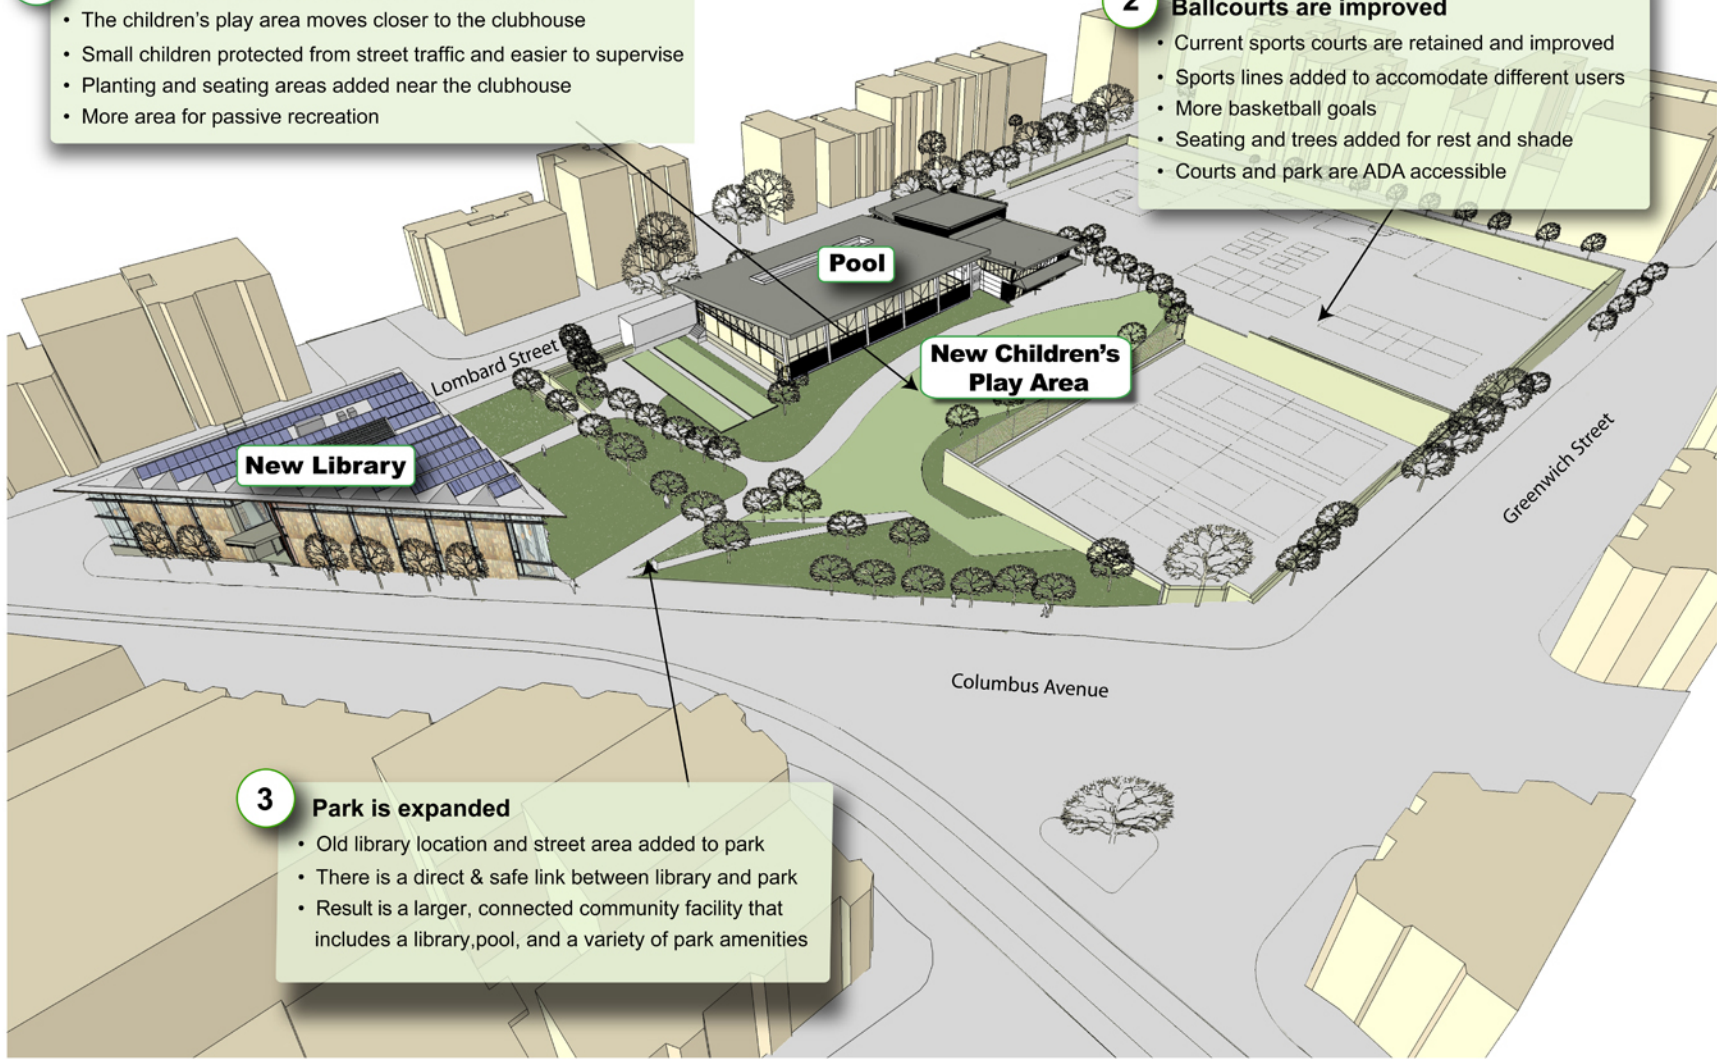 • The children's play area moves closer to the clubhouse
• Small children protected from street traffic and easier to supervise
• Planting and seating areas added near the clubhouse
• More area for passive recreation
2
Ballcourts are improved
• Current sports courts are retained and improved
• Sports lines added to accomodate different users
• More basketball goals
• Seating and trees added for rest and shade
• Courts and park are ADA accessible
Pool
New Children's
Play Area
Lombard Street
New Library
Greenwich Street
Columbus Avenue
3
Park is expanded
• Old library location and street area added to park
• There is a direct & safe link between library and park
• Result is a larger, connected community facility that
includes a library,pool, and a variety of park amenities